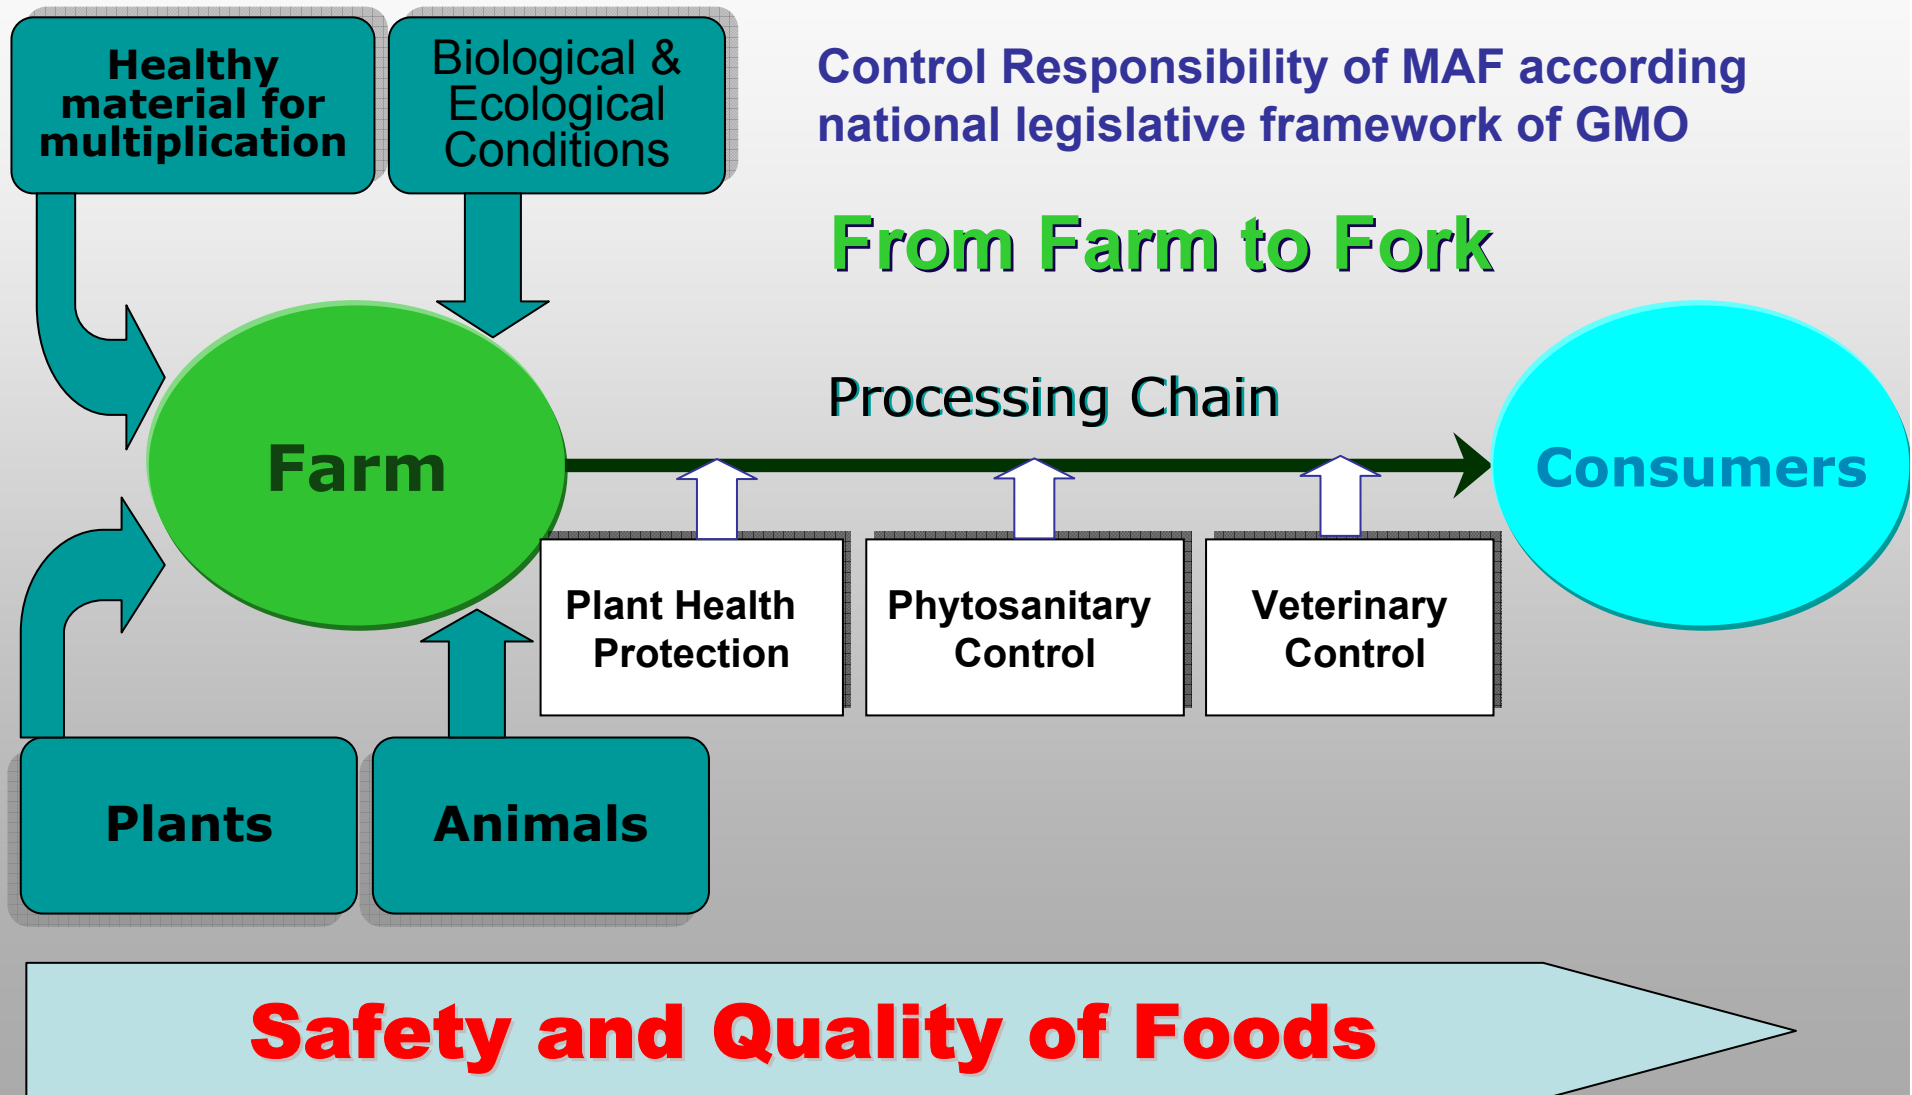 Healthy
material for
multiplication
Biological &
Ecological
Conditions
Control Responsibility of MAF according
national legislative framework of GMO
From Farm to Fork
Processing Chain
Farm
Consumers
Plant Health
Protection
Phytosanitary
Control
Veterinary
Control
Plants
Animals
Safety and Quality of Foods